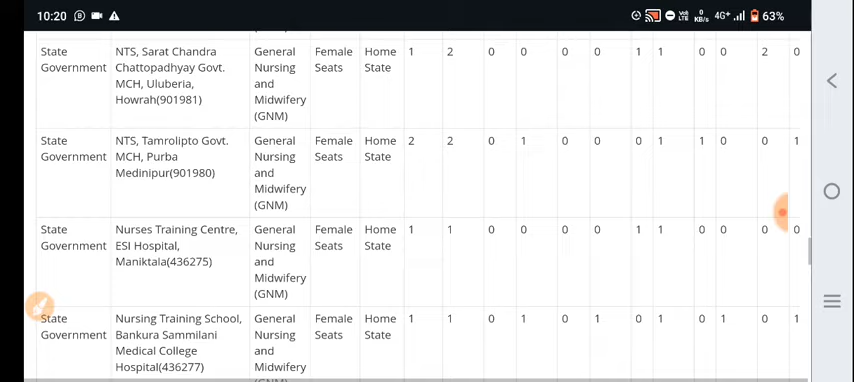 10:20 63%
Vo) LTE 0 KB/s 4G+
State Government NTS, Sarat Chandra Chattopadhyay Govt. MCH, Uluberia, Howrah(901981) General Nursing and Midwifery (GNM) Female Seats Home State 1 2 0 0 0 0 1 1 0 0 2 0
State Government NTS, Tamrolipto Govt. MCH, Purba Medinipur(901980) General Nursing and Midwifery (GNM) Female Seats Home State 2 2 0 1 0 0 0 1 1 0 0 1
State Government Nurses Training Centre, ESI Hospital, Maniktala(436275) General Nursing and Midwifery (GNM) Female Seats Home State 1 1 0 0 0 0 1 1 0 0 0 0
State Government Nursing Training School, Bankura Sammilani Medical College Hospital(436277) General Nursing and Midwifery Female Seats Home State 1 1 0 1 0 1 0 1 0 1 0 1